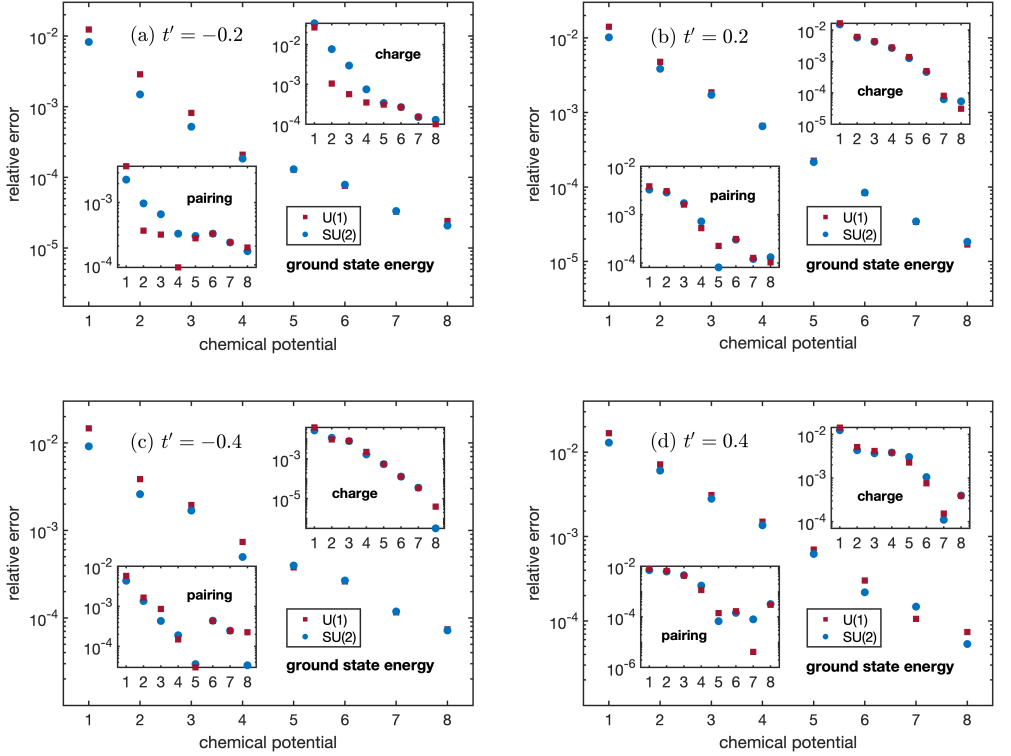 (a) t′ = −0.2
relative error
10⁻²
10⁻³
10⁻⁴
10⁻⁵
charge
10⁻²
10⁻³
10⁻⁴
1 2 3 4 5 6 7 8
pairing
10⁻³
10⁻⁴
1 2 3 4 5 6 7 8
U(1)
SU(2)
ground state energy
1 2 3 4 5 6 7 8
chemical potential
(b) t′ = 0.2
relative error
10⁻²
10⁻³
10⁻⁴
10⁻⁵
charge
10⁻²
10⁻³
10⁻⁴
10⁻⁵
1 2 3 4 5 6 7 8
pairing
10⁻²
10⁻³
10⁻⁴
1 2 3 4 5 6 7 8
U(1)
SU(2)
ground state energy
1 2 3 4 5 6 7 8
chemical potential
(c) t′ = −0.4
relative error
10⁻²
10⁻³
10⁻⁴
charge
10⁻³
10⁻⁵
1 2 3 4 5 6 7 8
pairing
10⁻²
10⁻³
10⁻⁴
1 2 3 4 5 6 7 8
U(1)
SU(2)
ground state energy
1 2 3 4 5 6 7 8
chemical potential
(d) t′ = 0.4
relative error
10⁻²
10⁻³
10⁻⁴
charge
10⁻²
10⁻³
10⁻⁴
1 2 3 4 5 6 7 8
pairing
10⁻²
10⁻⁴
10⁻⁶
1 2 3 4 5 6 7 8
U(1)
SU(2)
ground state energy
1 2 3 4 5 6 7 8
chemical potential